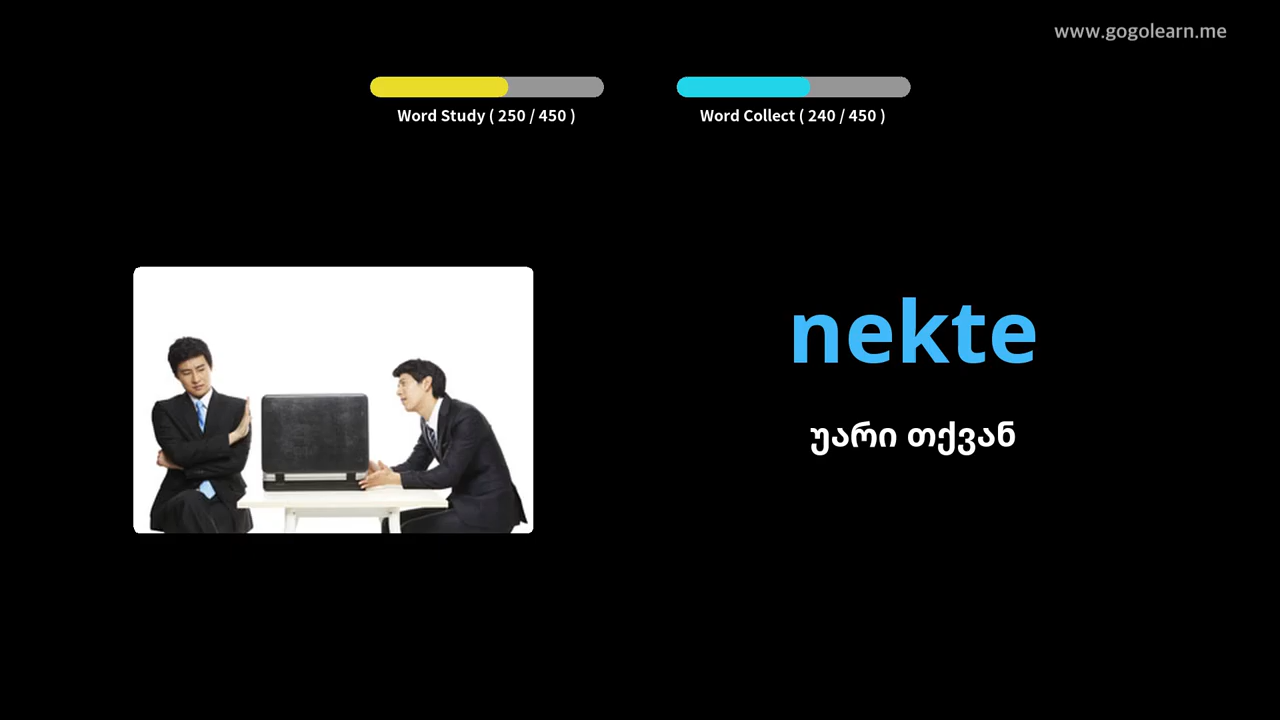 www.gogolearn.me
Word Study ( 250 / 450 )
Word Collect ( 240 / 450 )
nekte
უარი თქვან